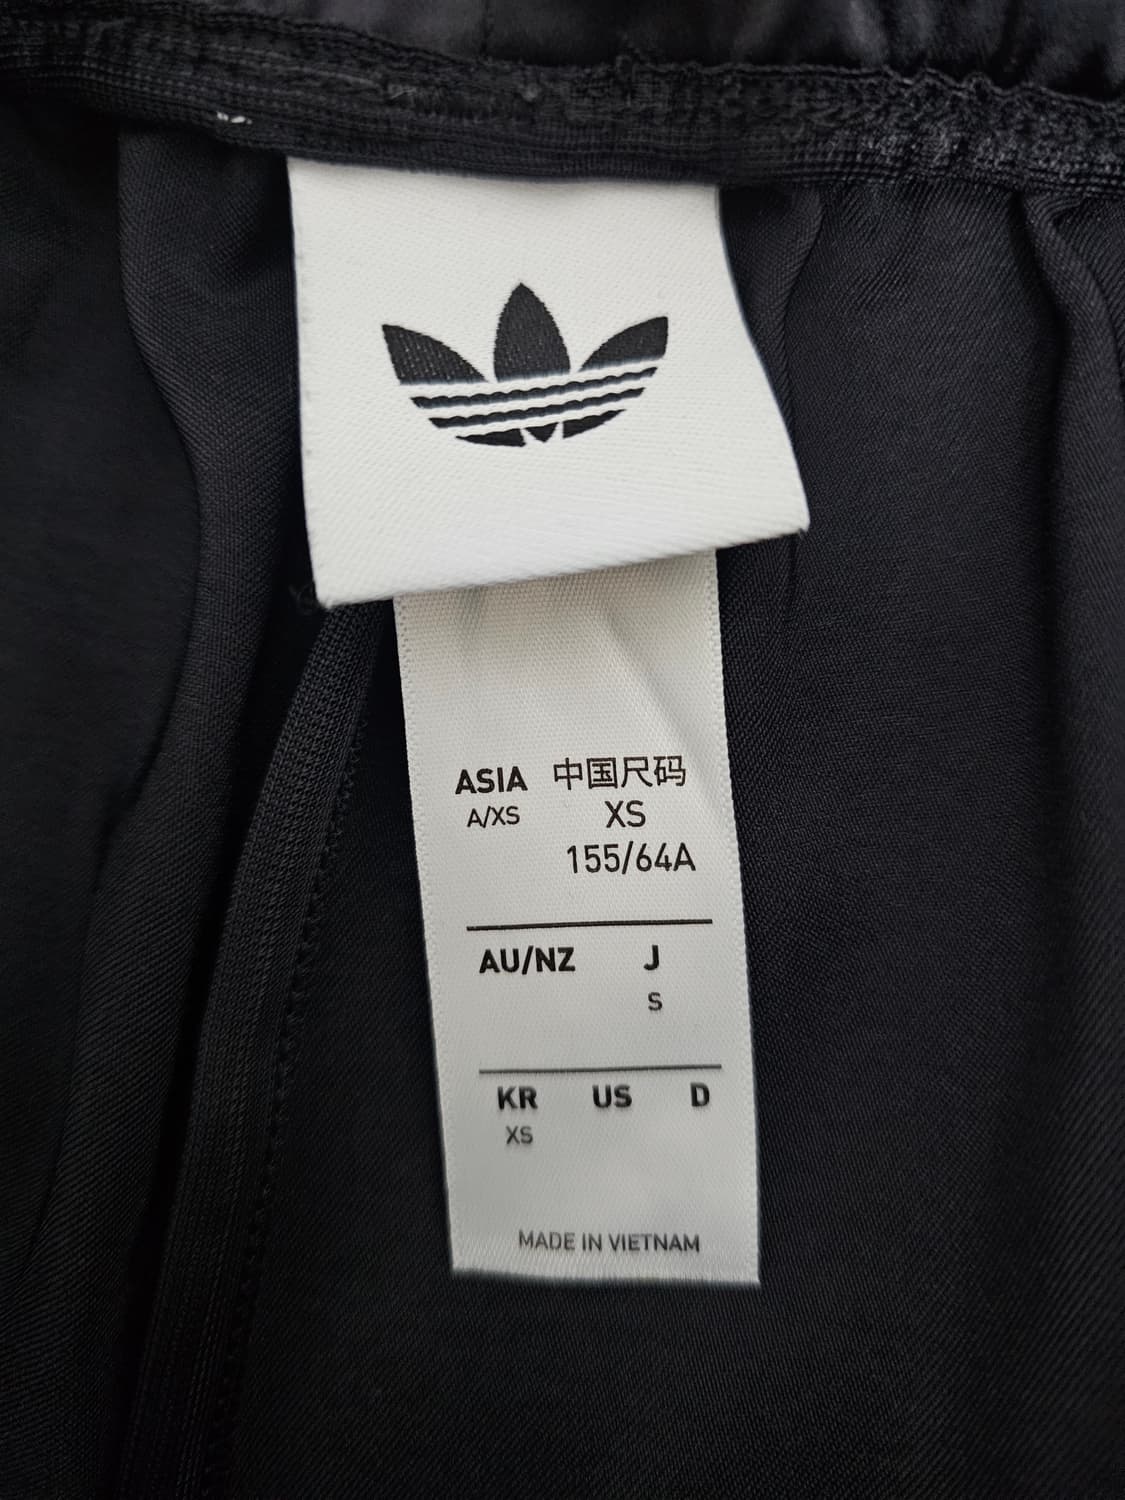 ASIA 中国尺码
A/XS XS
155/64A
AU/NZ J
S
KR US D
XS
MADE IN VIETNAM